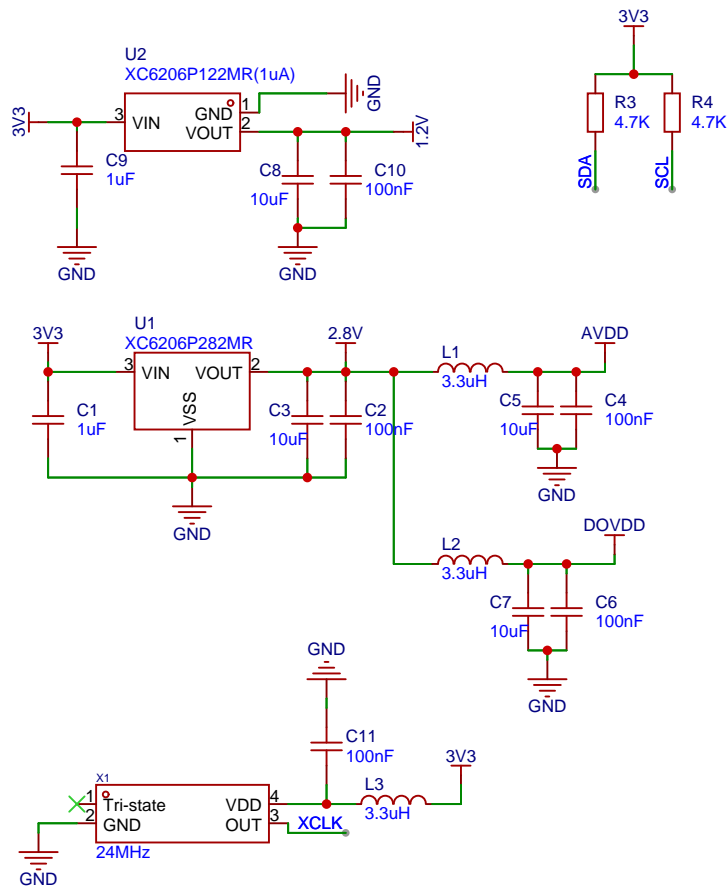 3V3
U2
XC6206P122MR(1uA)
3V3
3
VIN
GND
1
VOUT
2
GND
1.2V
C9
1uF
C8
10uF
C10
100nF
GND
GND
R3
4.7K
R4
4.7K
SDA
SCL
3V3
U1
XC6206P282MR
2.8V
3
VIN
VOUT
2
VSS
1
C1
1uF
C3
10uF
C2
100nF
GND
L1
3.3uH
AVDD
C5
10uF
C4
100nF
GND
L2
3.3uH
DOVDD
C7
10uF
C6
100nF
GND
GND
C11
100nF
L3
3.3uH
3V3
X1
1
Tri-state
2
GND
VDD
4
OUT
3
24MHz
XCLK
GND